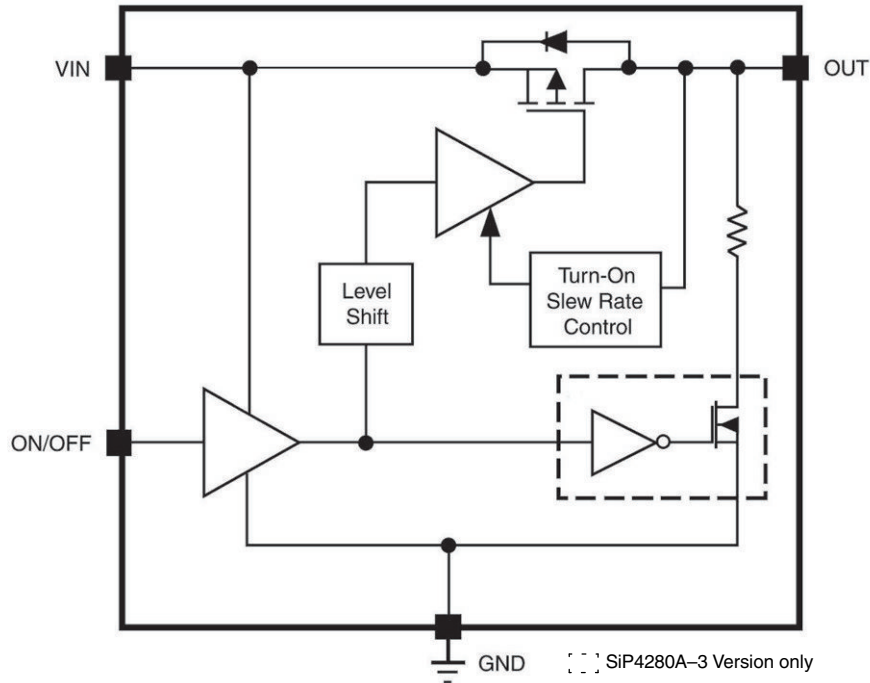 VIN
OUT
Level
Shift
Turn-On
Slew Rate
Control
ON/OFF
GND
SiP4280A–3 Version only